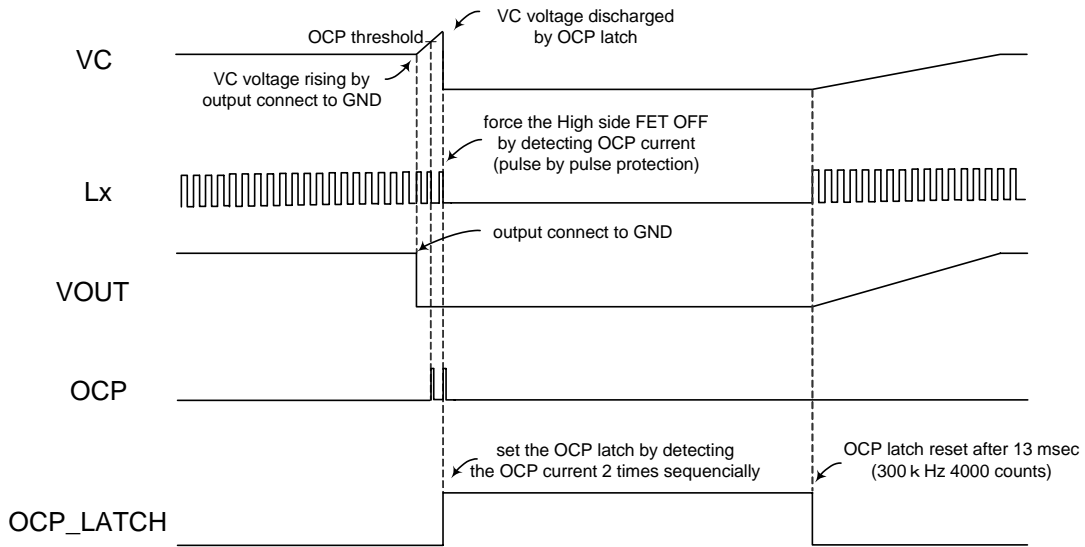 VC voltage discharged
by OCP latch
OCP threshold
VC
VC voltage rising by
output connect to GND
force the High side FET OFF
by detecting OCP current
(pulse by pulse protection)
Lx
output connect to GND
VOUT
OCP
set the OCP latch by detecting
the OCP current 2 times sequencially
OCP latch reset after 13 msec
(300 k Hz 4000 counts)
OCP_LATCH